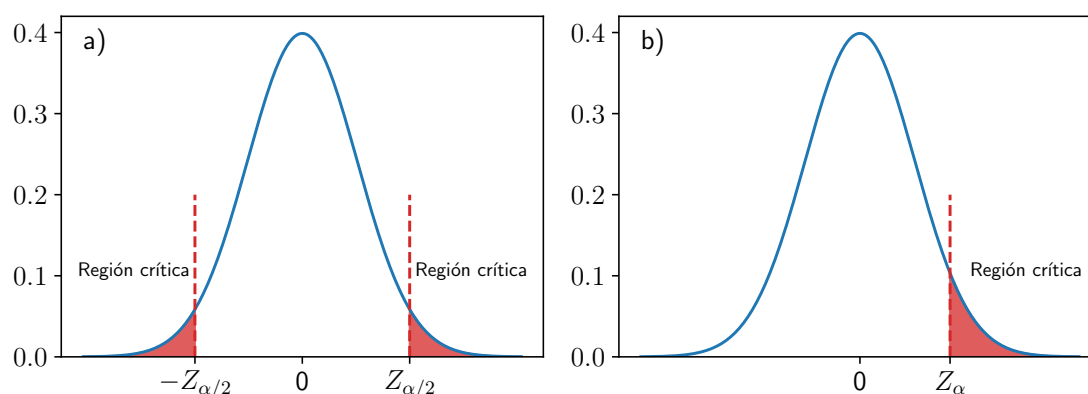 a)
0.4
0.3
0.2
0.1
0.0
Región crítica
Región crítica
−Z_{α/2}
0
Z_{α/2}
b)
0.4
0.3
0.2
0.1
0.0
Región crítica
0
Z_α